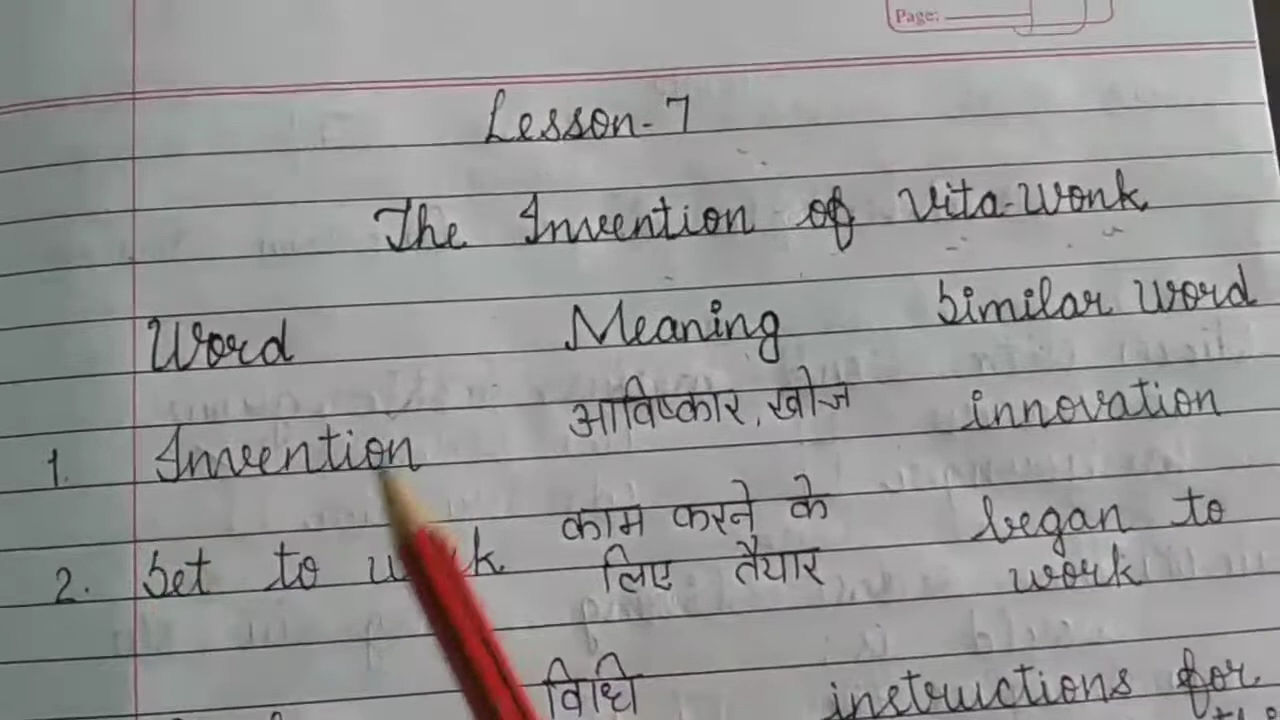 Page:
Lesson-7
The Invention of Vita-Wonk
Word Meaning Similar Word
1. Invention आविष्कार, खोज innovation
2. Set to काम करने के began to
लिए तैयार work
विधि instructions for